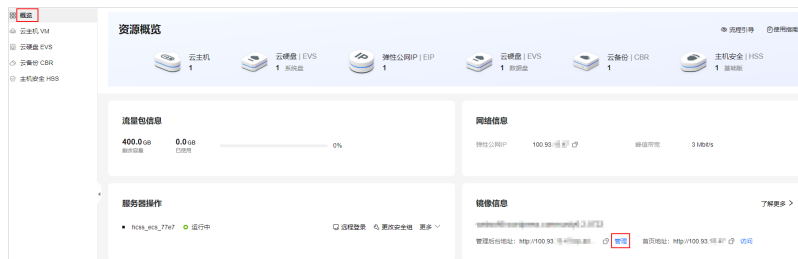 概览
云主机 VM
云硬盘 EVS
云备份 CBR
主机安全 HSS
资源概览
流程引导 使用指南
云主机 1
云硬盘 | EVS 1 系统盘
弹性公网IP | EIP 1
云硬盘 | EVS 1 数据盘
云备份 | CBR 1
主机安全 | HSS 1 基础版
流量包信息
400.0 GB 0.0 GB 0%
已使用
网络信息
弹性公网IP 100.93. 峰值带宽 3 Mbit/s
服务器操作
hcss_ecs_77e7 运行中 远程登录 更改安全组 更多
镜像信息 了解更多 >
管理后台地址: http://100.93. 管理 首页地址: http://100.93. 访问